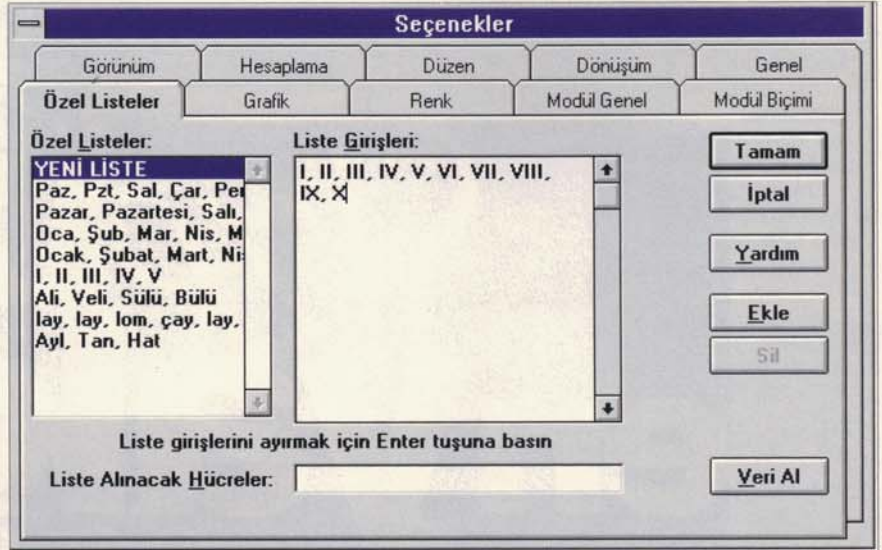 Seçenekler
Görünüm Hesaplama Düzen Dönüşüm Genel
Özel Listeler Grafik Renk Modül Genel Modül Biçimi
Özel Listeler:
YENİ LİSTE
Paz, Pzt, Sal, Çar, Per
Pazar, Pazartesi, Salı,
Oca, Şub, Mar, Nis, M
Ocak, Şubat, Mart, Nis
I, II, III, IV, V
Ali, Veli, Sülü, Bülü
lay, lay, lom, çay, lay,
Ayl, Tan, Hat
Liste Girişleri:
I, II, III, IV, V, VI, VII, VIII,
IX, X
Tamam
İptal
Yardım
Ekle
Sil
Liste girişlerini ayırmak için Enter tuşuna basın
Liste Alınacak Hücreler:
Veri Al